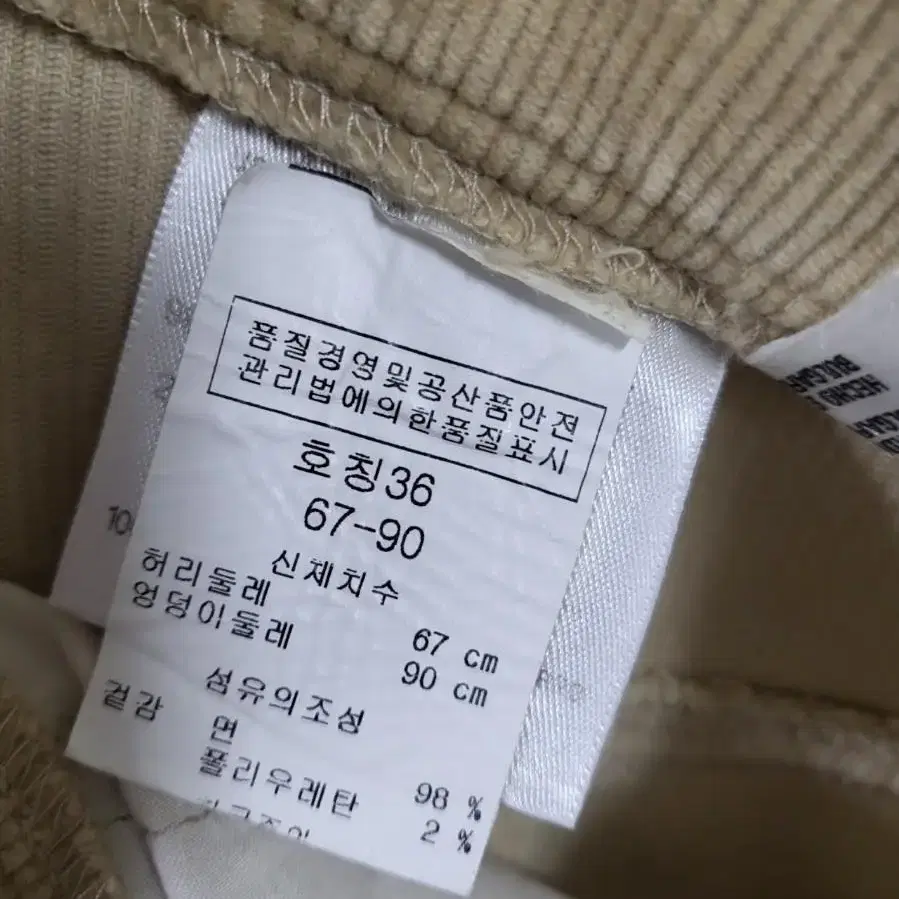 품질경영및공산품안전
관리법에의한품질표시
호칭36
67-90
신체치수
허리둘레 67 cm
엉덩이둘레 90 cm
섬유의조성
겉감 면 98 %
폴리우레탄 2 %
10